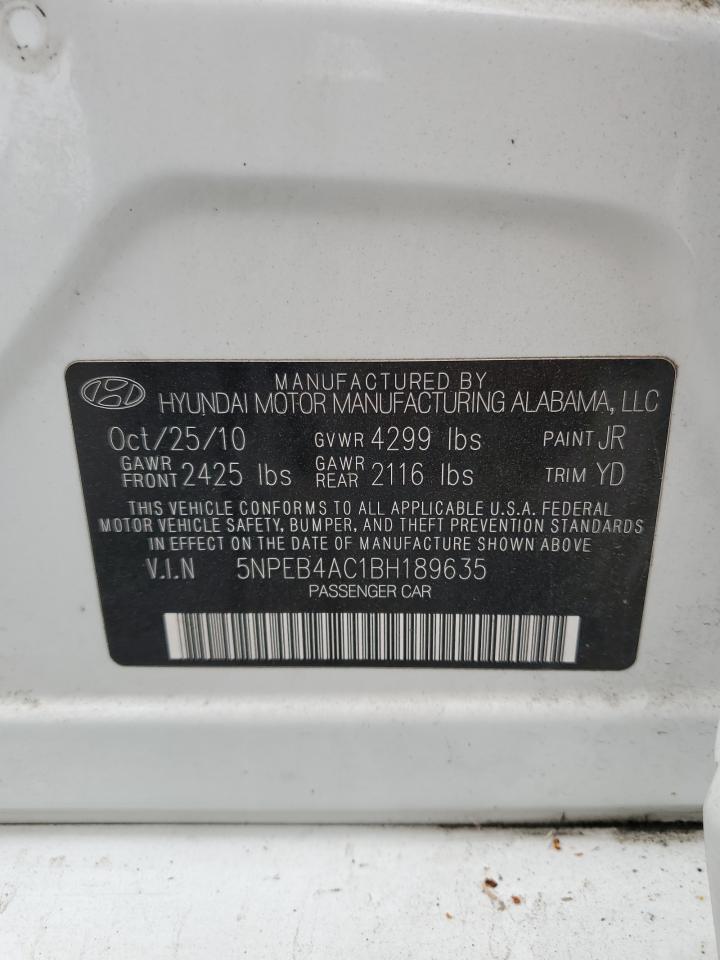 MANUFACTURED BY
HYUNDAI MOTOR MANUFACTURING ALABAMA, LLC
Oct/25/10 GVWR 4299 lbs PAINT JR
GAWR FRONT 2425 lbs GAWR REAR 2116 lbs TRIM YD
THIS VEHICLE CONFORMS TO ALL APPLICABLE U.S.A. FEDERAL
MOTOR VEHICLE SAFETY, BUMPER, AND THEFT PREVENTION STANDARDS
IN EFFECT ON THE DATE OF MANUFACTURE SHOWN ABOVE
V.I.N 5NPEB4AC1BH189635
PASSENGER CAR